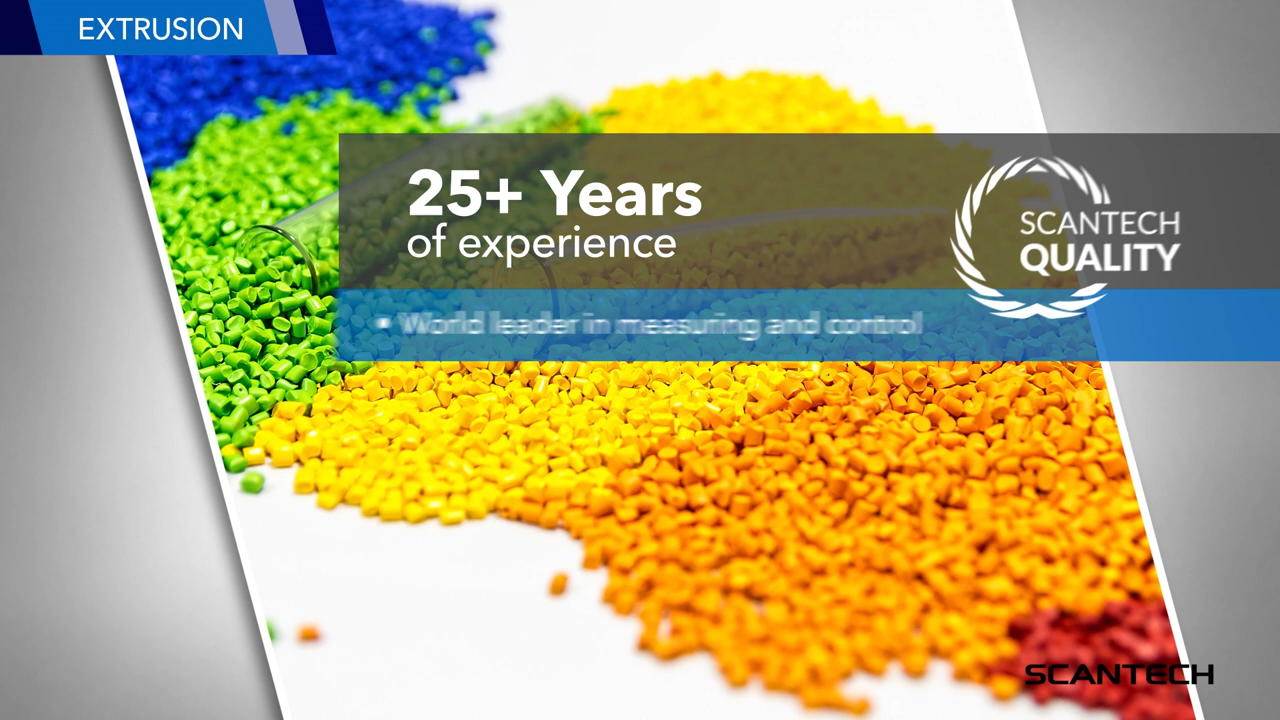 EXTRUSION
25+ Years
of experience
SCANTECH
QUALITY
• World leader in measuring and control
SCANTECH